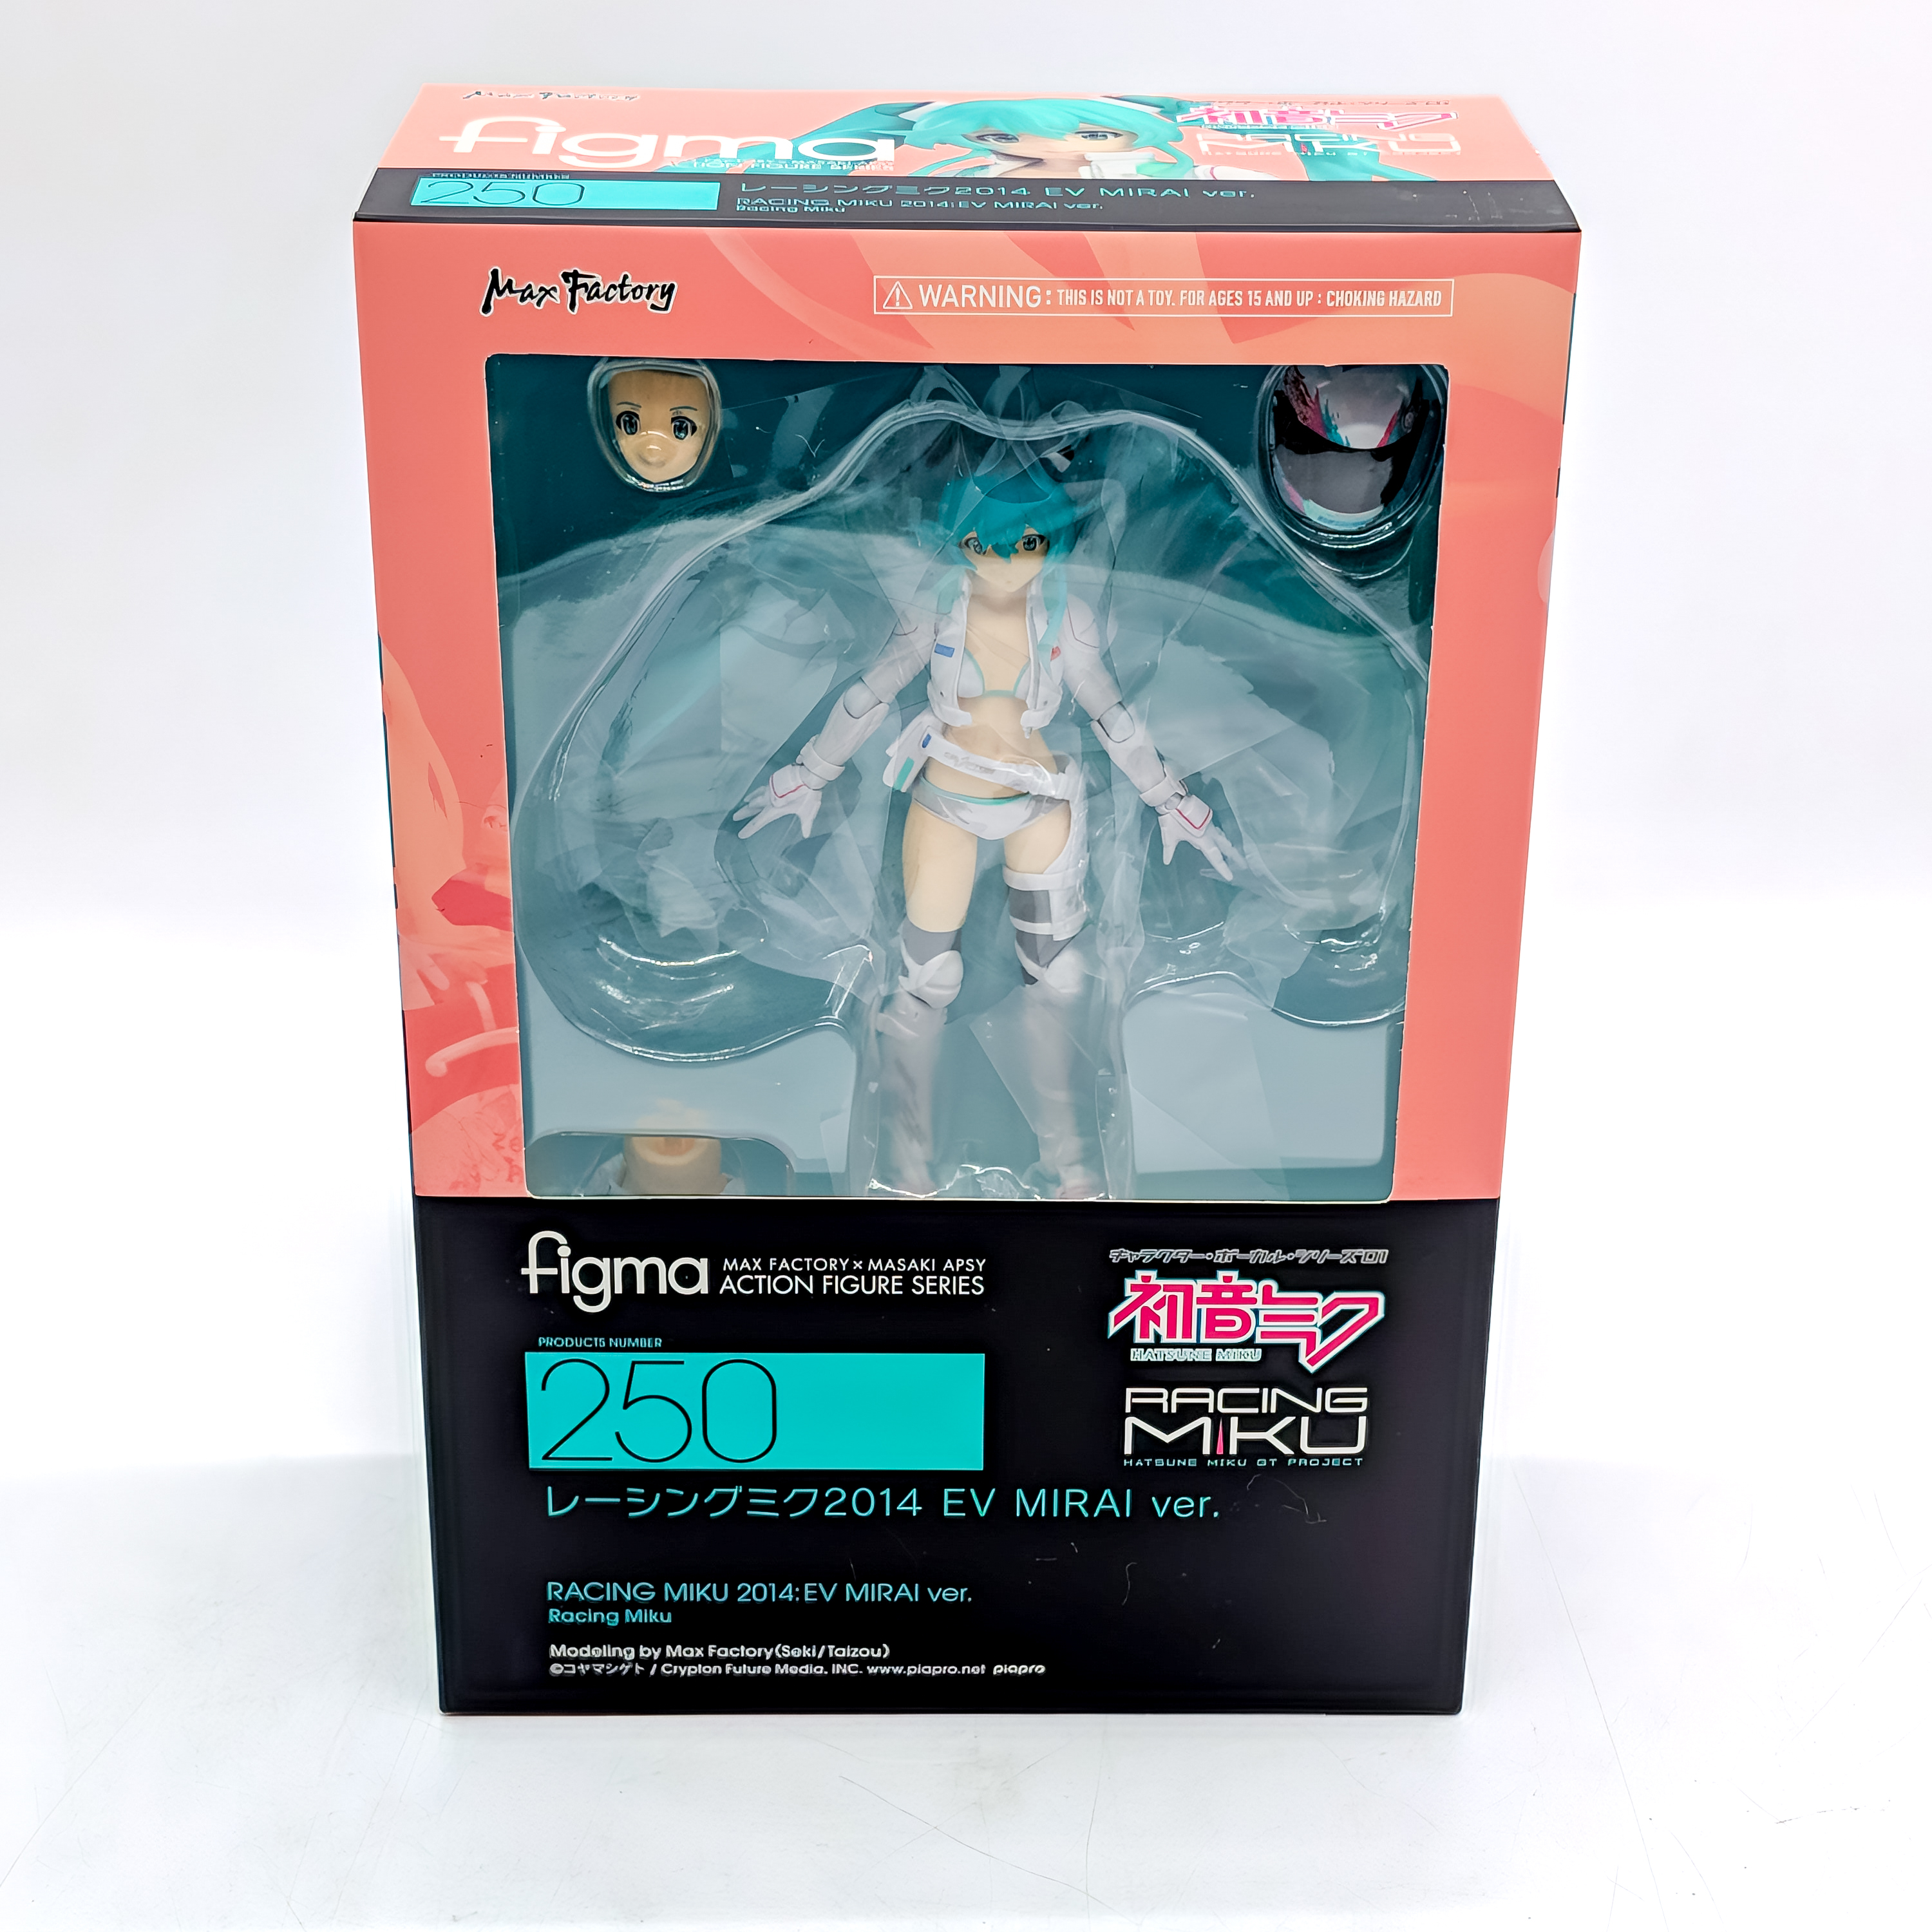 Max Factory
figma
ACTION FIGURE SERIES
初音ミク
RACING
MIKU
250
レーシングミク2014 EV MIRAI ver.
RACING MIKU 2014:EV MIRAI ver.
Racing Miku
Max Factory
WARNING: THIS IS NOT A TOY. FOR AGES 15 AND UP : CHOKING HAZARD
figma
MAX FACTORY×MASAKI APSY
ACTION FIGURE SERIES
キャラクター・ボーカル・シリーズ01
初音ミク
HATSUNE MIKU
PRODUCTS NUMBER
250
RACING
MIKU
HATSUNE MIKU GT PROJECT
レーシングミク2014 EV MIRAI ver.
RACING MIKU 2014:EV MIRAI ver.
Racing Miku
Modeling by Max Factory(Seki/Taizou)
©コヤマシゲト / Crypton Future Media, INC. www.piapro.net piapro